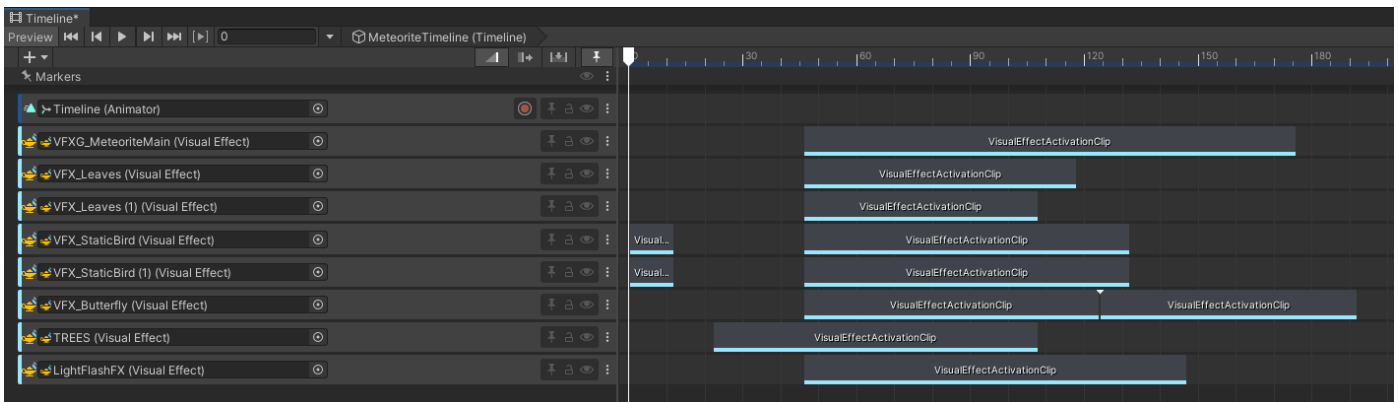 Timeline*
Preview 0 MeteoriteTimeline (Timeline)
0 30 60 90 120 150 180
Markers
Timeline (Animator)
VFXG_MeteoriteMain (Visual Effect) VisualEffectActivationClip
VFX_Leaves (Visual Effect) VisualEffectActivationClip
VFX_Leaves (1) (Visual Effect) VisualEffectActivationClip
VFX_StaticBird (Visual Effect) Visual... VisualEffectActivationClip
VFX_StaticBird (1) (Visual Effect) Visual... VisualEffectActivationClip
VFX_Butterfly (Visual Effect) VisualEffectActivationClip VisualEffectActivationClip
TREES (Visual Effect) VisualEffectActivationClip
LightFlashFX (Visual Effect) VisualEffectActivationClip